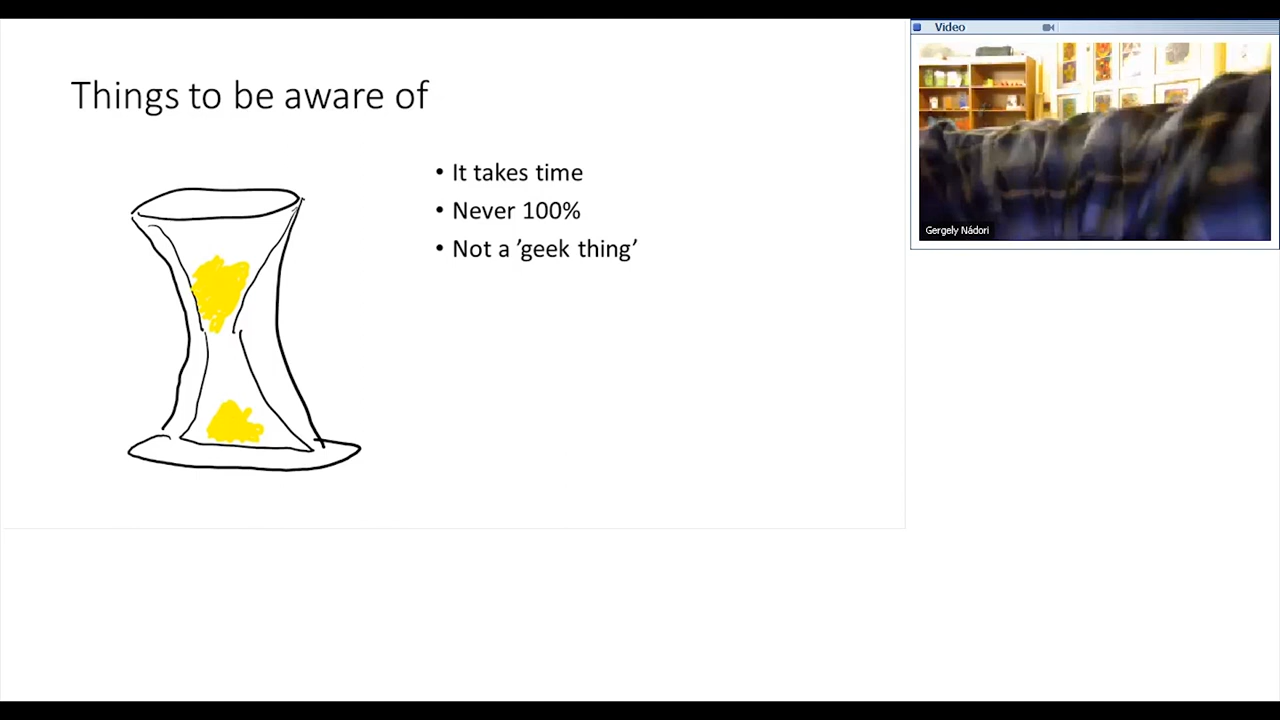 Things to be aware of
• It takes time
• Never 100%
• Not a ’geek thing’
Video
Gergely Nádori